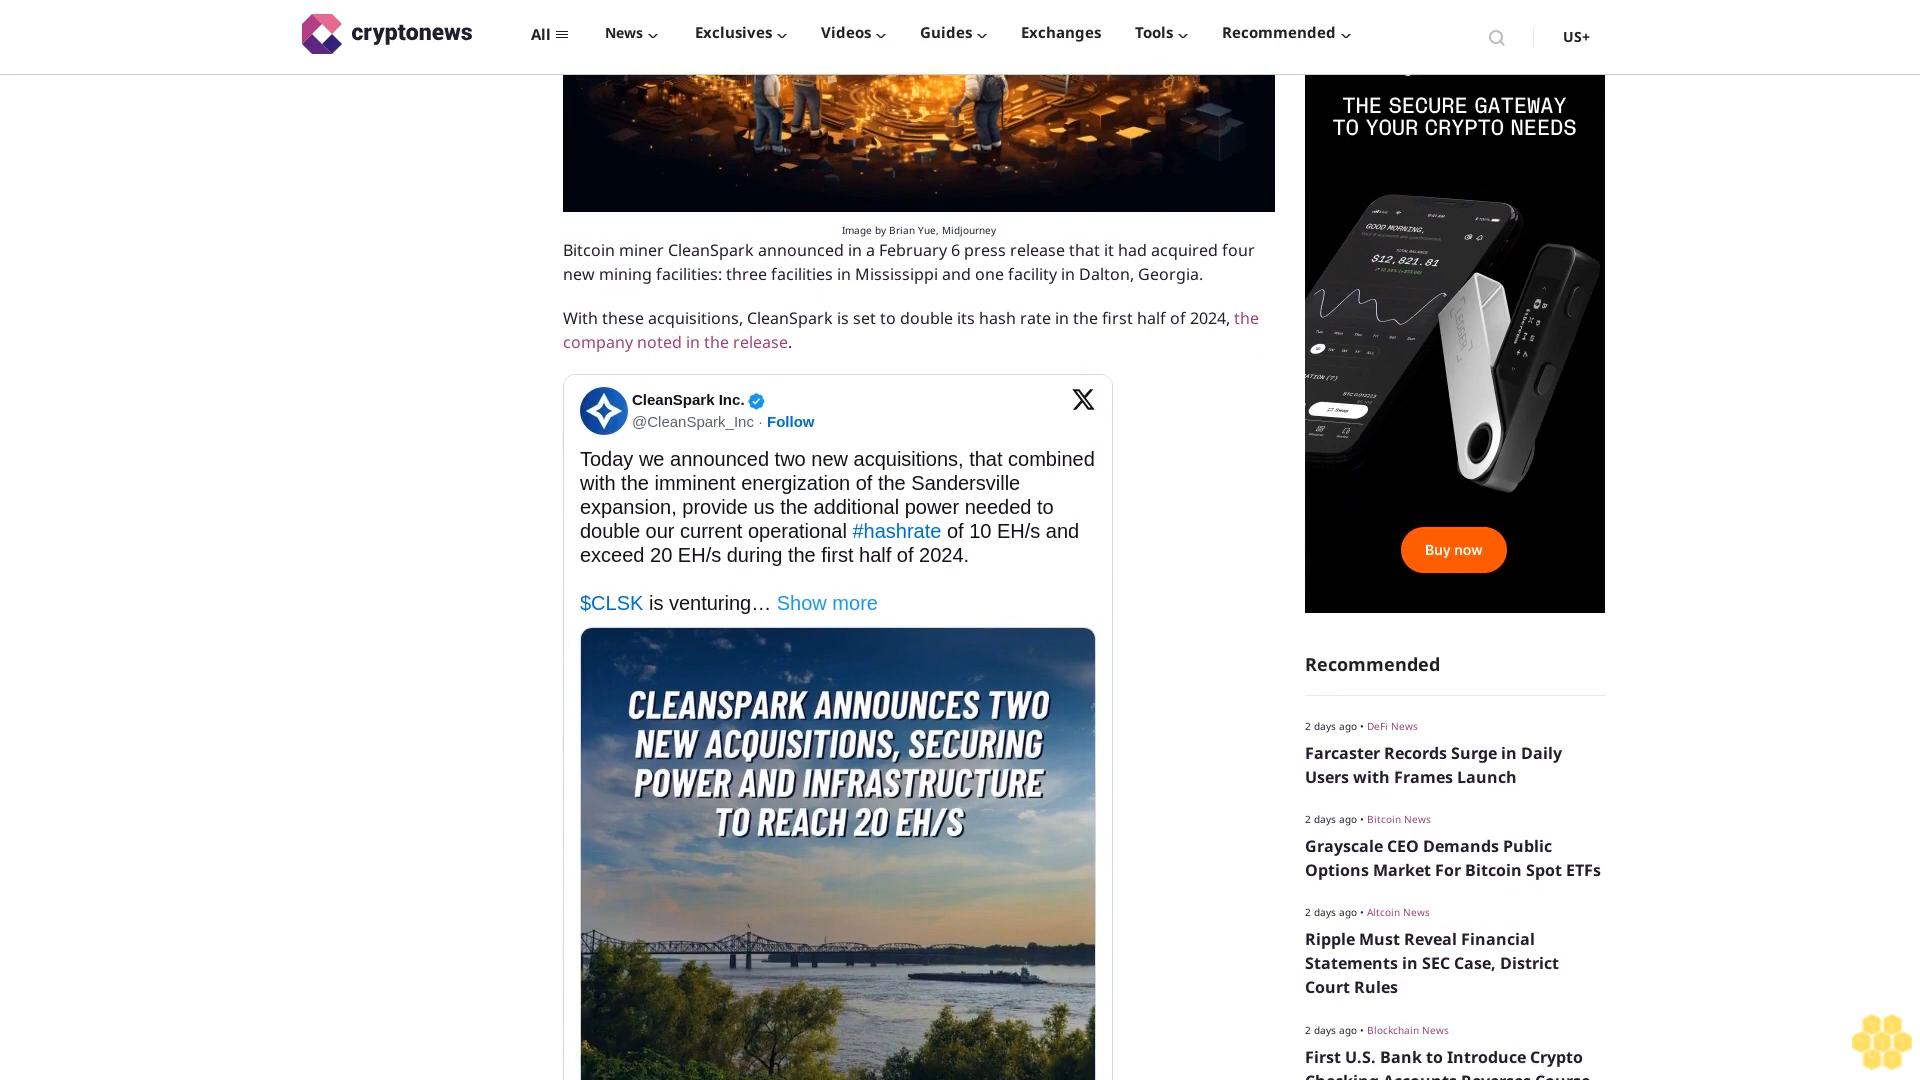 cryptonews
All
News
Exclusives
Videos
Guides
Exchanges
Tools
Recommended
US+
Image by Brian Yue, Midjourney
Bitcoin miner CleanSpark announced in a February 6 press release that it had acquired four
new mining facilities: three facilities in Mississippi and one facility in Dalton, Georgia.
With these acquisitions, CleanSpark is set to double its hash rate in the first half of 2024, the
company noted in the release.
CleanSpark Inc.
@CleanSpark_Inc · Follow
Today we announced two new acquisitions, that combined
with the imminent energization of the Sandersville
expansion, provide us the additional power needed to
double our current operational #hashrate of 10 EH/s and
exceed 20 EH/s during the first half of 2024.
$CLSK is venturing… Show more
CLEANSPARK ANNOUNCES TWO
NEW ACQUISITIONS, SECURING
POWER AND INFRASTRUCTURE
TO REACH 20 EH/S
THE SECURE GATEWAY
TO YOUR CRYPTO NEEDS
GOOD MORNING,
TOTAL BALANCE
$12,821.81
LEDGER
Swap
Buy now
Recommended
2 days ago • DeFi News
Farcaster Records Surge in Daily
Users with Frames Launch
2 days ago • Bitcoin News
Grayscale CEO Demands Public
Options Market For Bitcoin Spot ETFs
2 days ago • Altcoin News
Ripple Must Reveal Financial
Statements in SEC Case, District
Court Rules
2 days ago • Blockchain News
First U.S. Bank to Introduce Crypto
Checking Accounts Reverses Course